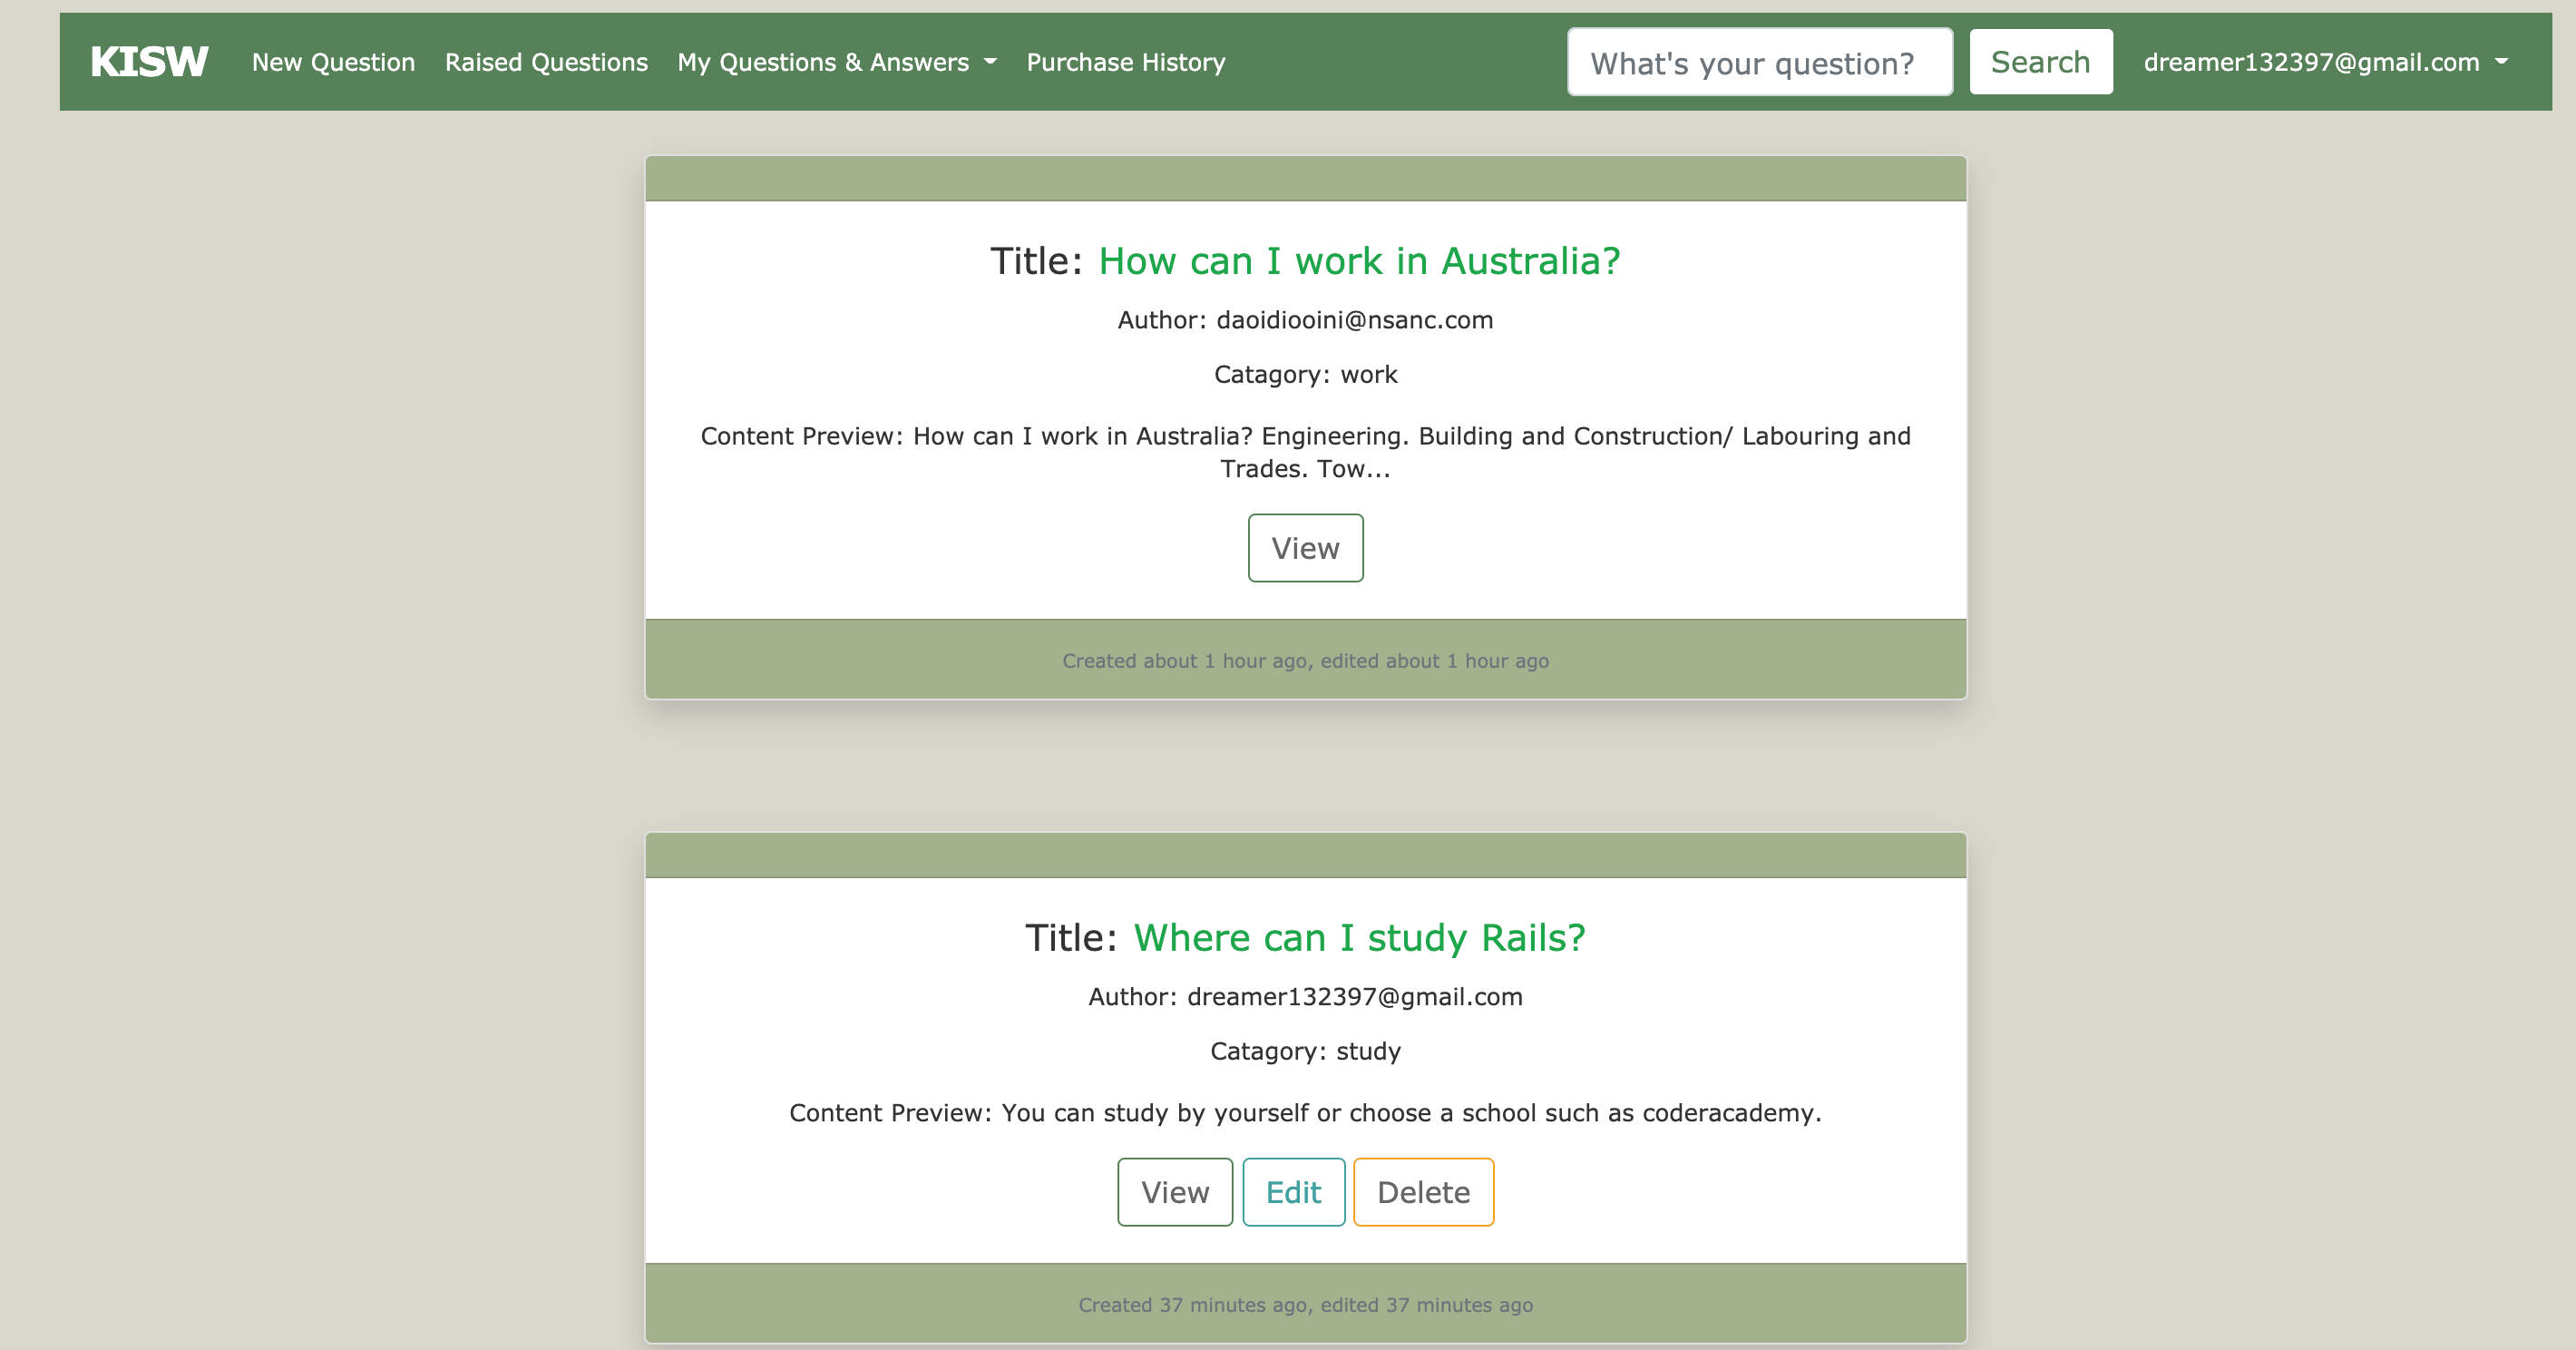 KISW New Question Raised Questions My Questions & Answers Purchase History What's your question? Search dreamer132397@gmail.com
Title: How can I work in Australia?
Author: daoidiooini@nsanc.com
Catagory: work
Content Preview: How can I work in Australia? Engineering. Building and Construction/ Labouring and
Trades. Tow...
View
Created about 1 hour ago, edited about 1 hour ago
Title: Where can I study Rails?
Author: dreamer132397@gmail.com
Catagory: study
Content Preview: You can study by yourself or choose a school such as coderacademy.
View Edit Delete
Created 37 minutes ago, edited 37 minutes ago